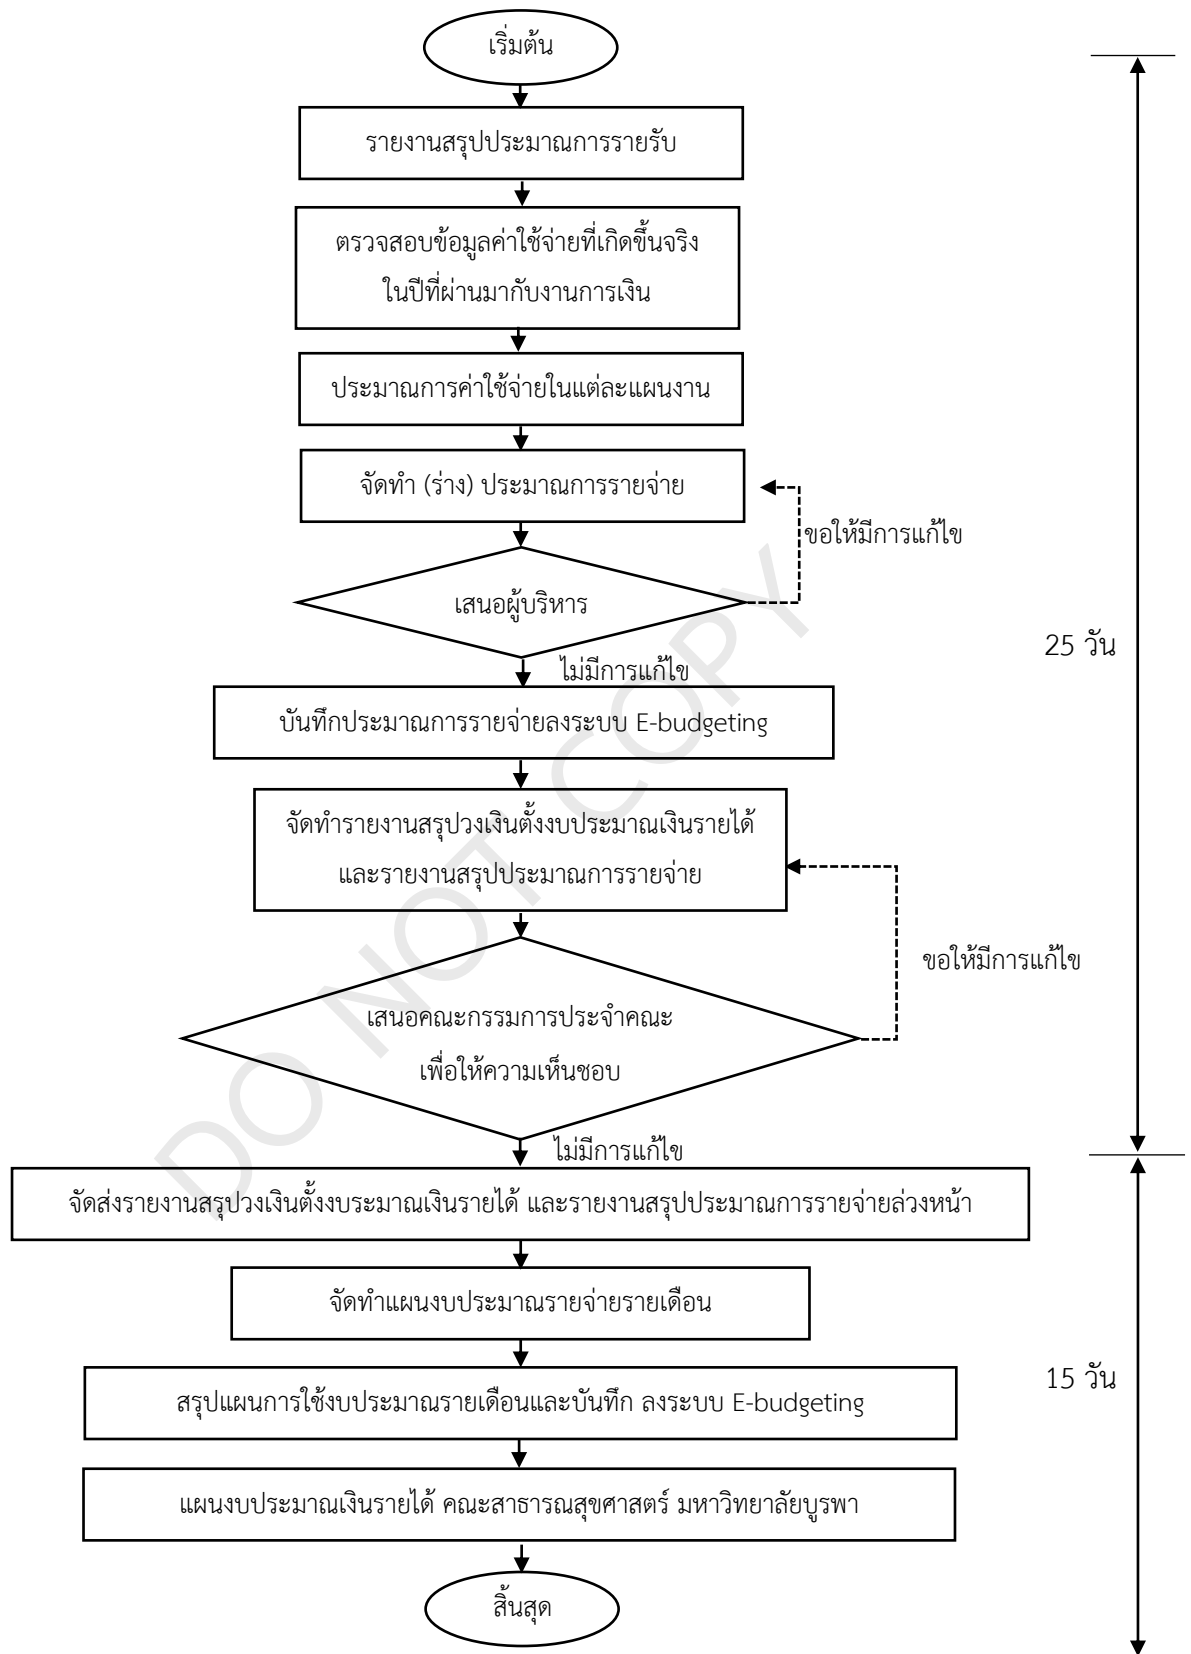 เริ่มต้น
รายงานสรุปประมาณการรายรับ
ตรวจสอบข้อมูลค่าใช้จ่ายที่เกิดขึ้นจริง
ในปีที่ผ่านมากับงานการเงิน
ประมาณการค่าใช้จ่ายในแต่ละแผนงาน
จัดทำ (ร่าง) ประมาณการรายจ่าย
ขอให้มีการแก้ไข
เสนอผู้บริหาร
25 วัน
ไม่มีการแก้ไข
บันทึกประมาณการรายจ่ายลงระบบ E-budgeting
จัดทำรายงานสรุปวงเงินตั้งงบประมาณเงินรายได้
และรายงานสรุปประมาณการรายจ่าย
ขอให้มีการแก้ไข
เสนอคณะกรรมการประจำคณะ
เพื่อให้ความเห็นชอบ
ไม่มีการแก้ไข
จัดส่งรายงานสรุปวงเงินตั้งงบระมาณเงินรายได้ และรายงานสรุปประมาณการรายจ่ายล่วงหน้า
จัดทำแผนงบประมาณรายจ่ายรายเดือน
15 วัน
สรุปแผนการใช้งบประมาณรายเดือนและบันทึก ลงระบบ E-budgeting
แผนงบประมาณเงินรายได้ คณะสาธารณสุขศาสตร์ มหาวิทยาลัยบูรพา
สิ้นสุด
DO NOT COPY